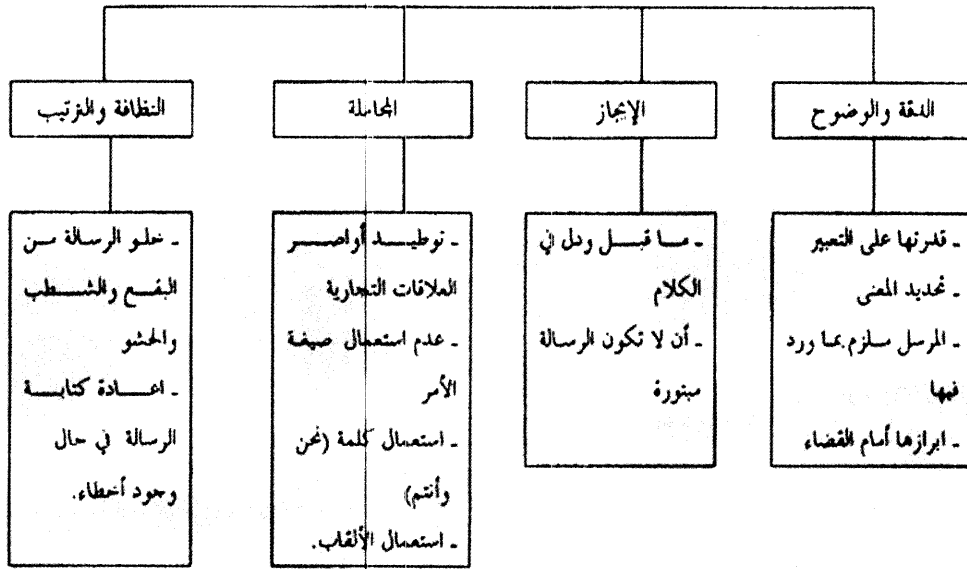 الدقة والوضوح
الإيجاز
المجاملة
النظافة والترتيب
ـ قدرتها على التعبير
ـ تحديد المعنى
ـ المرسل ملزم بما ورد
فيها
ـ ابرازها أمام القضاء
ـ ما قل ودل في
الكلام
ـ أن لا تكون الرسالة
مبتورة
ـ توطيد أواصر
العلاقات التجارية
ـ عدم استعمال صيغة
الأمر
ـ استعمال كلمة (نحن
وأنتم)
ـ استعمال الألقاب.
ـ خلو الرسالة من
البقع والشطب
والحشو
ـ اعادة كتابة
الرسالة في حال
وجود أخطاء.